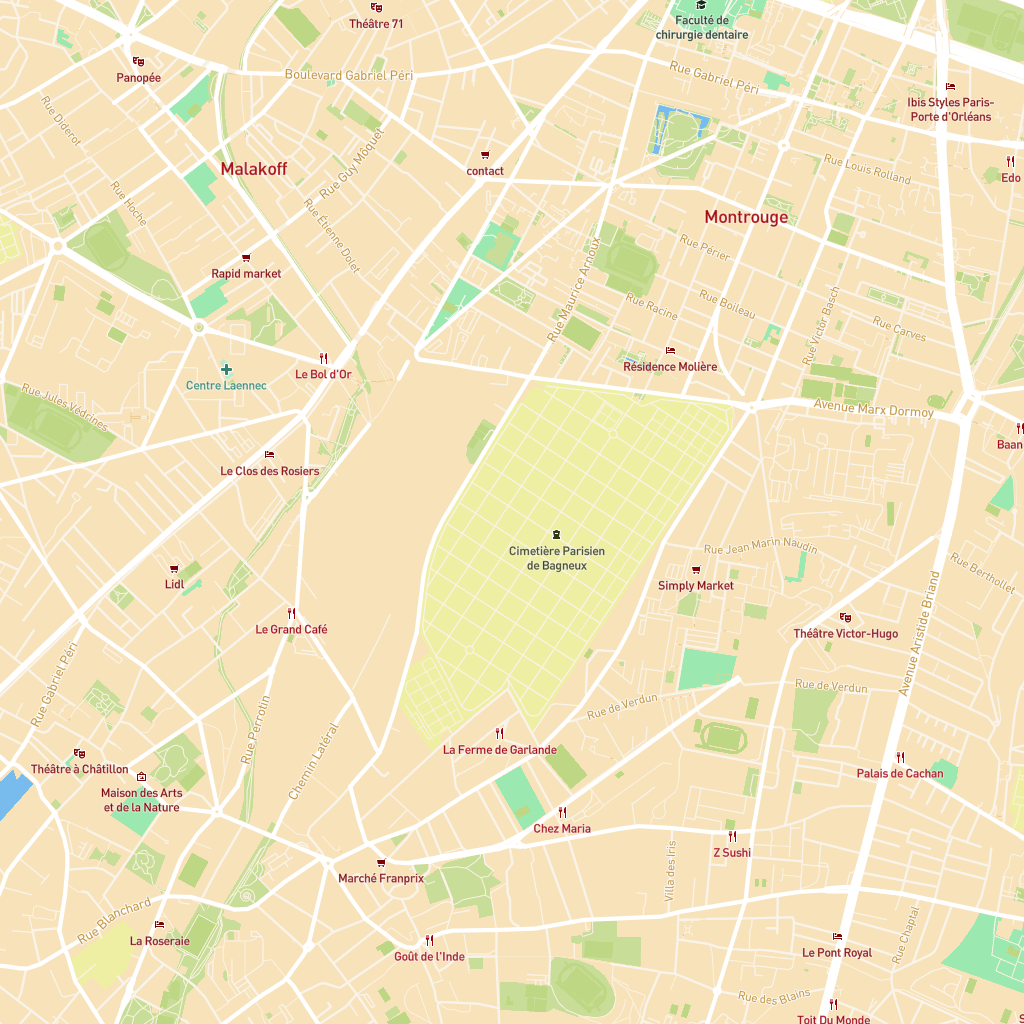 Théâtre 71
Faculté de
chirurgie dentaire
Panopée
Boulevard Gabriel Péri
Rue Gabriel Péri
Ibis Styles Paris-
Porte d'Orléans
Rue Diderot
Rue Guy Môquet
contact
Malakoff
Rue Louis Rolland
Edo
Rue Hoche
Rue Étienne Dolet
Montrouge
Rapid market
Rue Périer
Rue Maurice Arnoux
Rue Racine
Rue Boileau
Rue Victor Basch
Rue Carves
Le Bol d'Or
Résidence Molière
Centre Laennec
Rue Jules Védrines
Avenue Marx Dormoy
Baan
Le Clos des Rosiers
Cimetière Parisien
de Bagneux
Rue Jean Marin Naudin
Rue Berthollet
Lidl
Simply Market
Le Grand Café
Théâtre Victor-Hugo
Avenue Aristide Briand
Rue Gabriel Péri
Rue de Verdun
Rue de Verdun
Rue Perrotin
Chemin Latéral
La Ferme de Garlande
Théâtre à Châtillon
Palais de Cachan
Maison des Arts
et de la Nature
Chez Maria
Z Sushi
Marché Franprix
Villa des Iris
Rue Blanchard
Rue Chaptal
La Roseraie
Goût de l'Inde
Le Pont Royal
Rue des Blains
Toit Du Monde
S